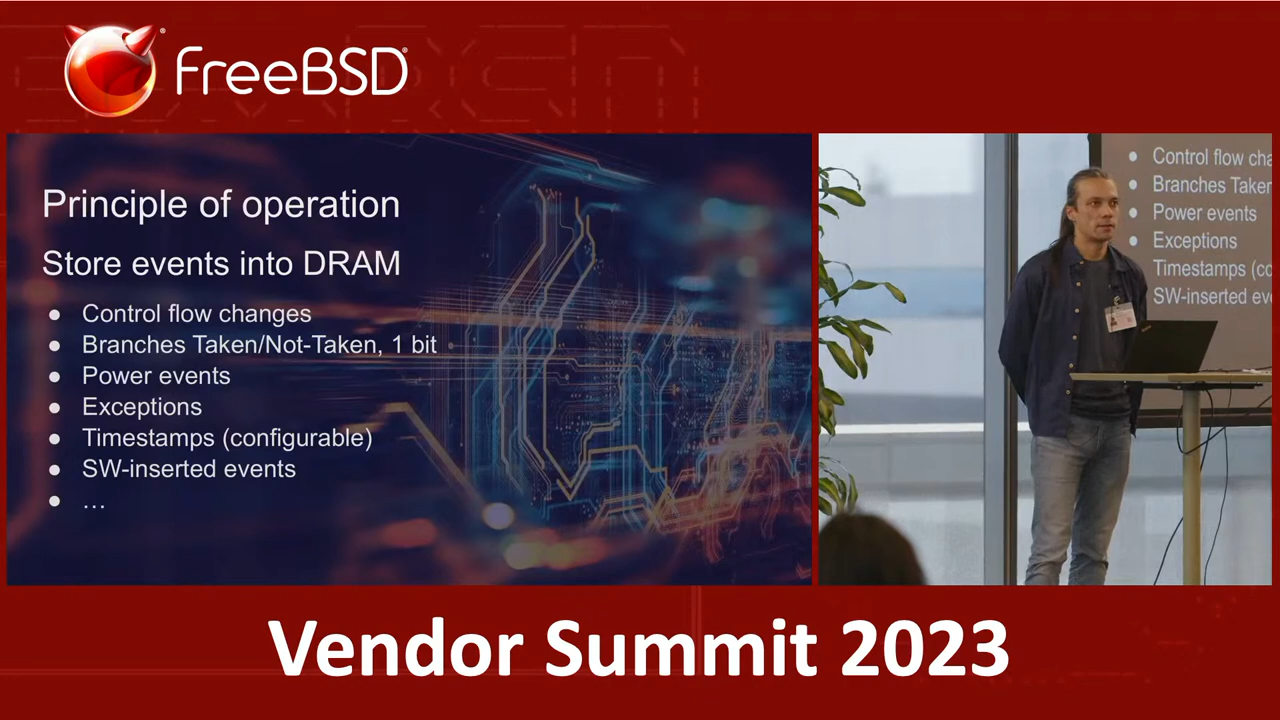 FreeBSD®
Principle of operation
Store events into DRAM
● Control flow changes
● Branches Taken/Not-Taken, 1 bit
● Power events
● Exceptions
● Timestamps (configurable)
● SW-inserted events
● …
● Control flow cha
● Branches Taken
● Power events
● Exceptions
Timestamps (co
SW-inserted eve
Vendor Summit 2023